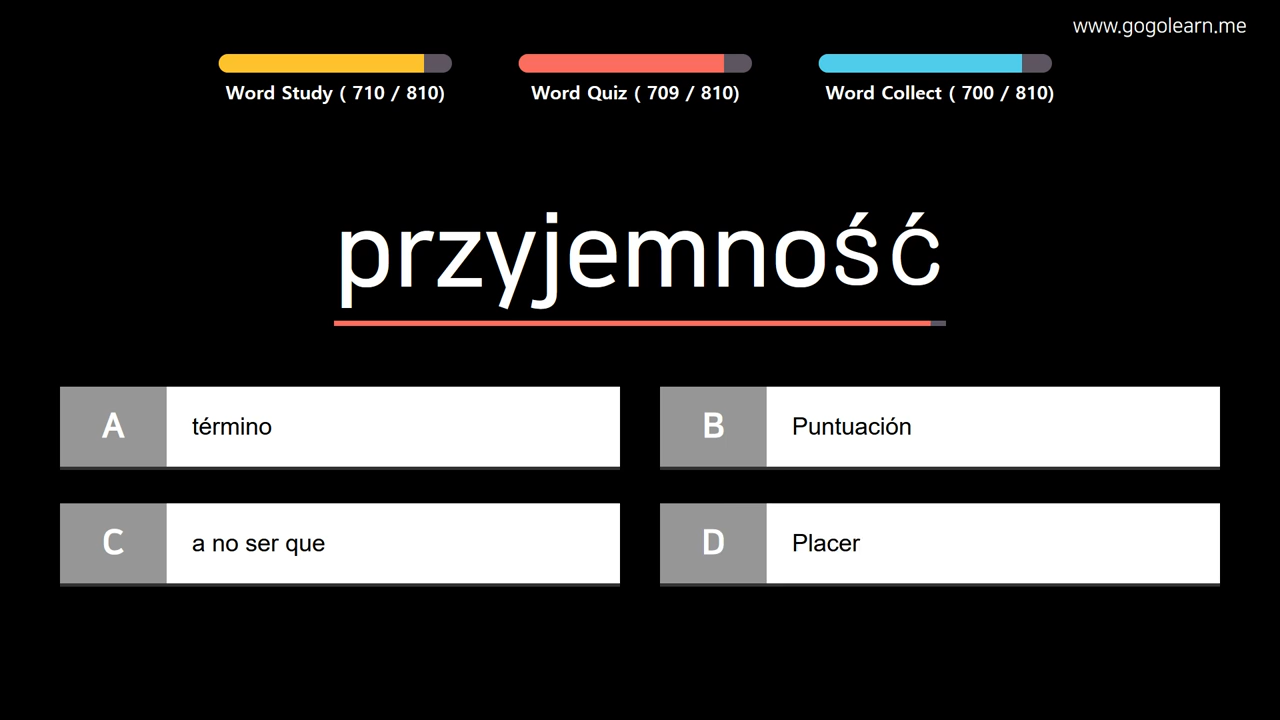 www.gogolearn.me
Word Study ( 710 / 810)
Word Quiz ( 709 / 810)
Word Collect ( 700 / 810)
przyjemność
A término
B Puntuación
C a no ser que
D Placer